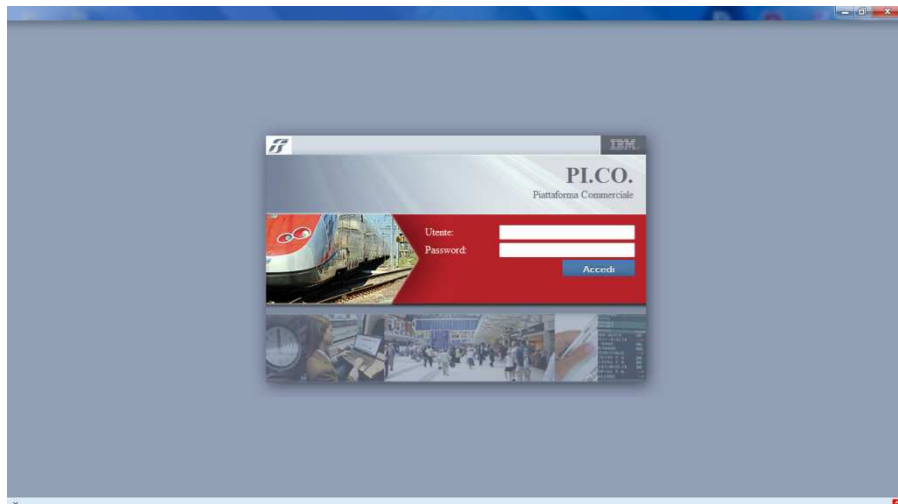 IBM
PI.CO.
Piattaforma Commerciale
Utente:
Password:
Accedi